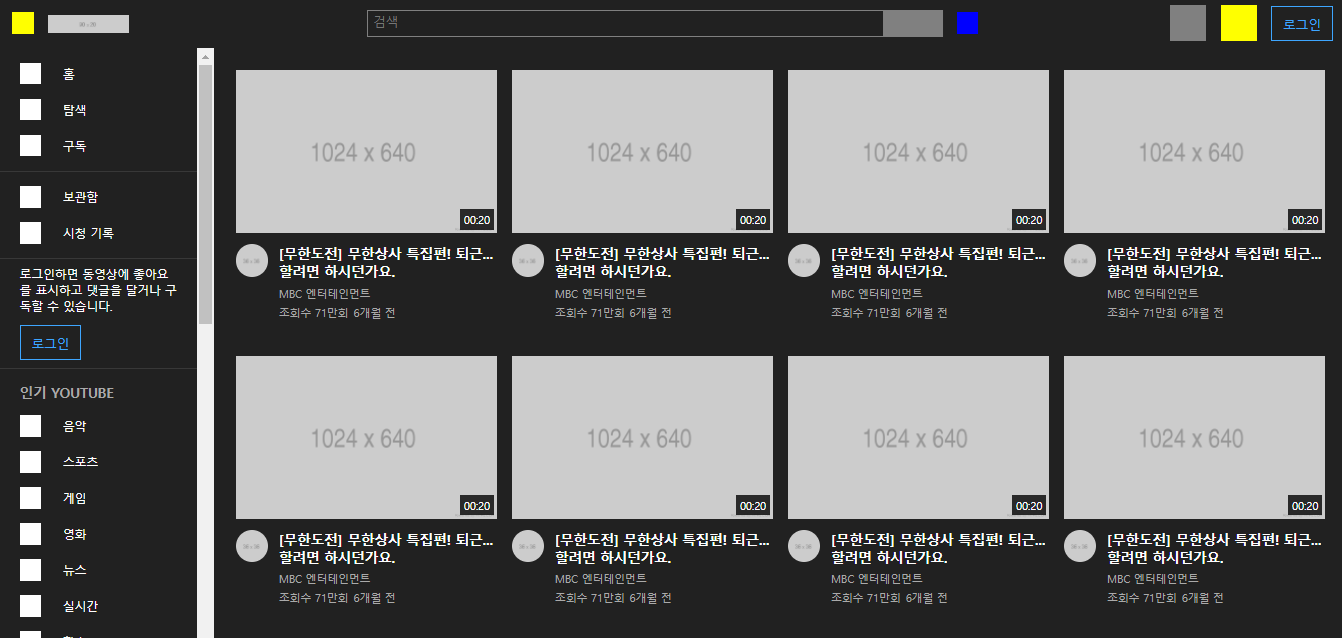 검색
로그인
홈
탐색
구독
보관함
시청 기록
로그인하면 동영상에 좋아요
를 표시하고 댓글을 달거나 구
독할 수 있습니다.
로그인
인기 YOUTUBE
음악
스포츠
게임
영화
뉴스
실시간
1024 x 640
00:20
[무한도전] 무한상사 특집편! 퇴근...
할려면 하시던가요.
MBC 엔터테인먼트
조회수 71만회 6개월 전
1024 x 640
00:20
[무한도전] 무한상사 특집편! 퇴근...
할려면 하시던가요.
MBC 엔터테인먼트
조회수 71만회 6개월 전
1024 x 640
00:20
[무한도전] 무한상사 특집편! 퇴근...
할려면 하시던가요.
MBC 엔터테인먼트
조회수 71만회 6개월 전
1024 x 640
00:20
[무한도전] 무한상사 특집편! 퇴근...
할려면 하시던가요.
MBC 엔터테인먼트
조회수 71만회 6개월 전
1024 x 640
00:20
[무한도전] 무한상사 특집편! 퇴근...
할려면 하시던가요.
MBC 엔터테인먼트
조회수 71만회 6개월 전
1024 x 640
00:20
[무한도전] 무한상사 특집편! 퇴근...
할려면 하시던가요.
MBC 엔터테인먼트
조회수 71만회 6개월 전
1024 x 640
00:20
[무한도전] 무한상사 특집편! 퇴근...
할려면 하시던가요.
MBC 엔터테인먼트
조회수 71만회 6개월 전
1024 x 640
00:20
[무한도전] 무한상사 특집편! 퇴근...
할려면 하시던가요.
MBC 엔터테인먼트
조회수 71만회 6개월 전